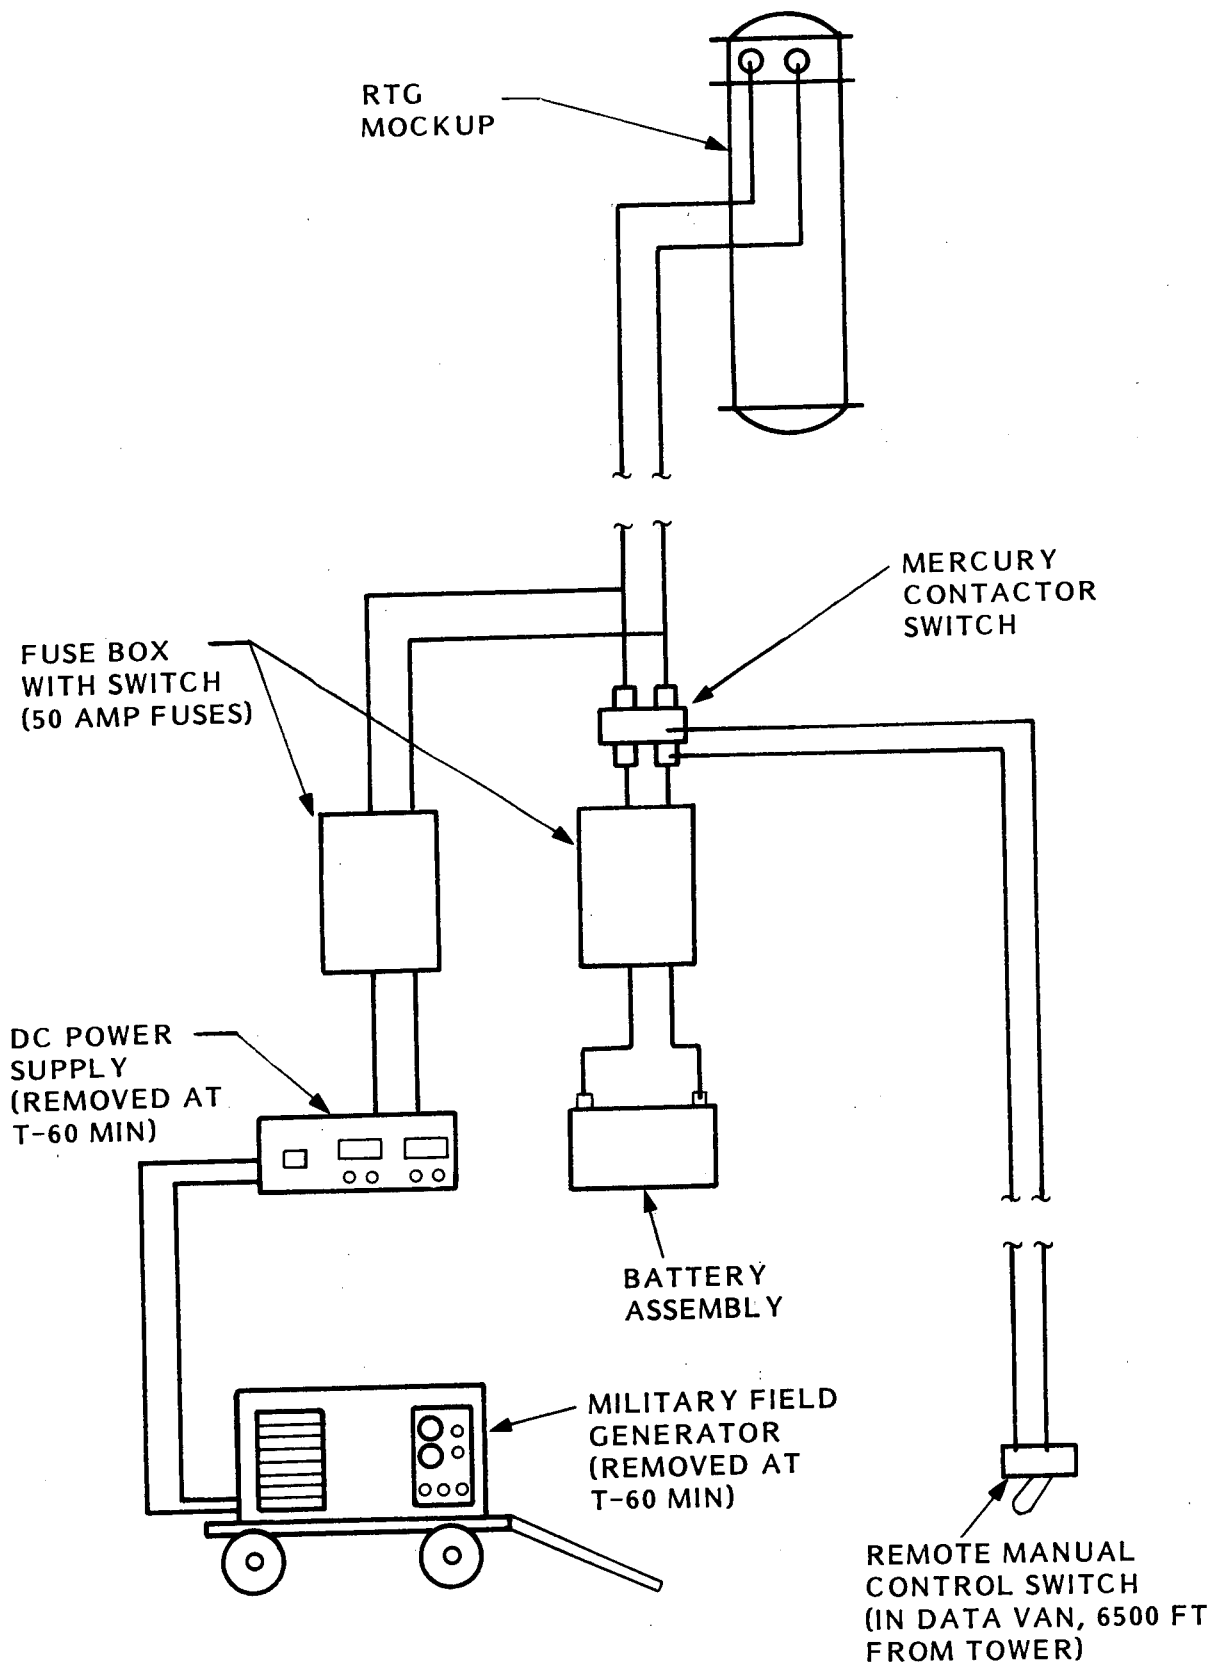 RTG
MOCKUP
MERCURY
CONTACTOR
SWITCH
FUSE BOX
WITH SWITCH
(50 AMP FUSES)
DC POWER
SUPPLY
(REMOVED AT
T-60 MIN)
BATTERY
ASSEMBLY
MILITARY FIELD
GENERATOR
(REMOVED AT
T-60 MIN)
REMOTE MANUAL
CONTROL SWITCH
(IN DATA VAN, 6500 FT
FROM TOWER)